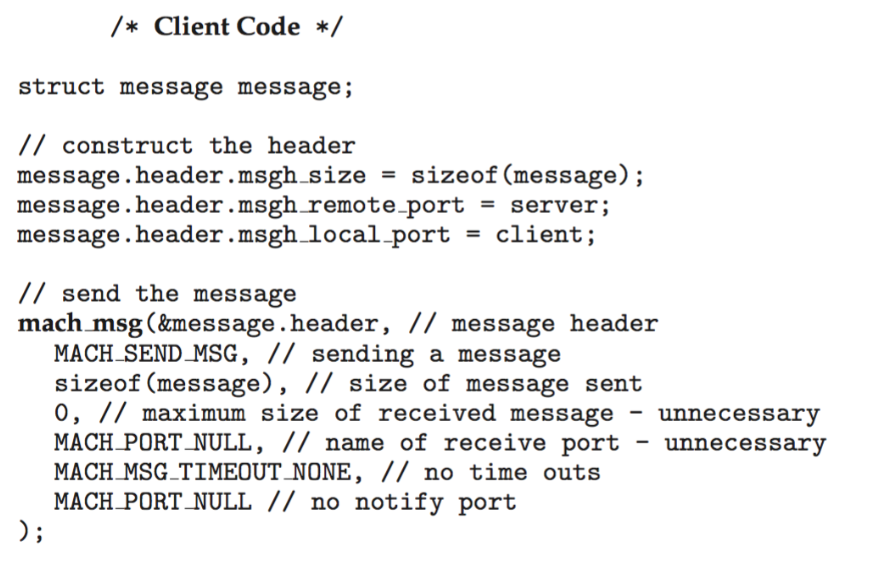 /* Client Code */
struct message message;
// construct the header
message.header.msgh_size = sizeof(message);
message.header.msgh_remote_port = server;
message.header.msgh_local_port = client;
// send the message
mach_msg(&message.header, // message header
MACH_SEND_MSG, // sending a message
sizeof(message), // size of message sent
0, // maximum size of received message - unnecessary
MACH_PORT_NULL, // name of receive port - unnecessary
MACH_MSG_TIMEOUT_NONE, // no time outs
MACH_PORT_NULL // no notify port
);